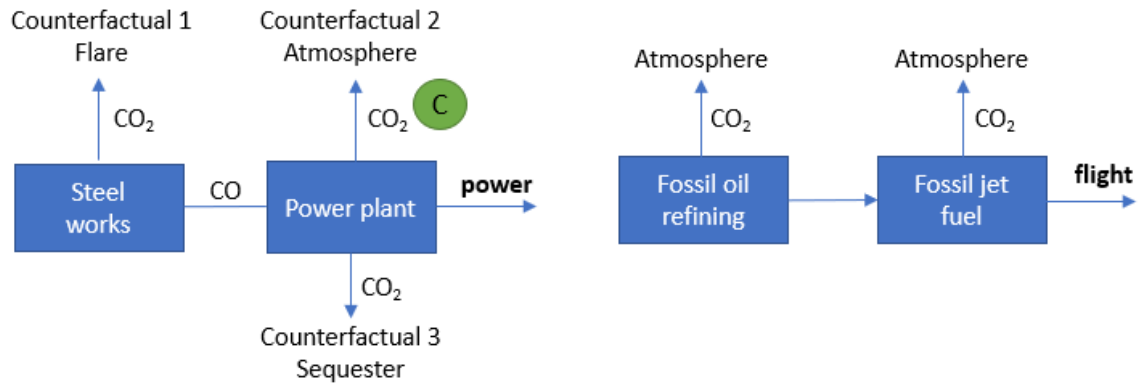 Counterfactual 1
Flare
CO₂
Steel
works
CO
Counterfactual 2
Atmosphere
CO₂
C
Power plant
power
CO₂
Counterfactual 3
Sequester
Atmosphere
CO₂
Fossil oil
refining
Atmosphere
CO₂
Fossil jet
fuel
flight